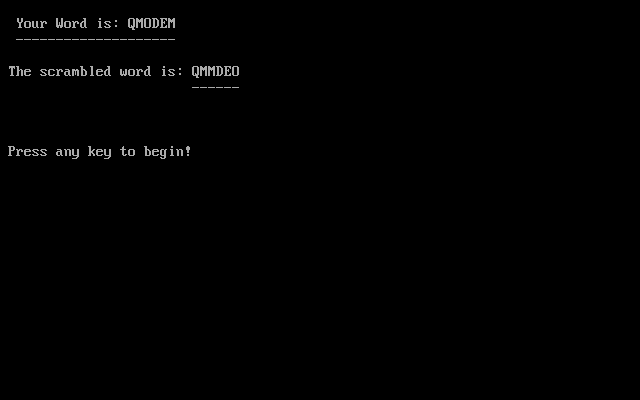 Your Word is: QMODEM
--------------------
The scrambled word is: QMMDEO
------
Press any key to begin!